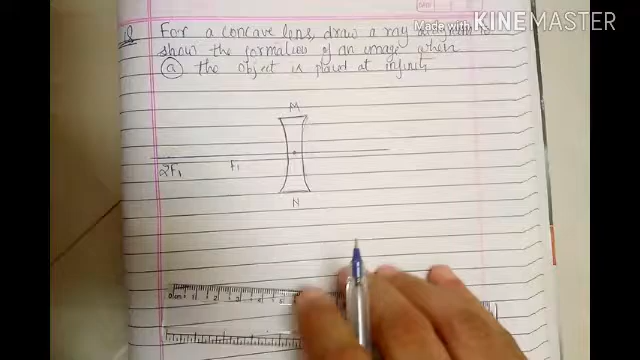 Made with KINEMASTER
For a concave lens, draw a ray diagram to
show the formation of an image when
(a) the object is placed at infinity
M
2F₁ F₁
N